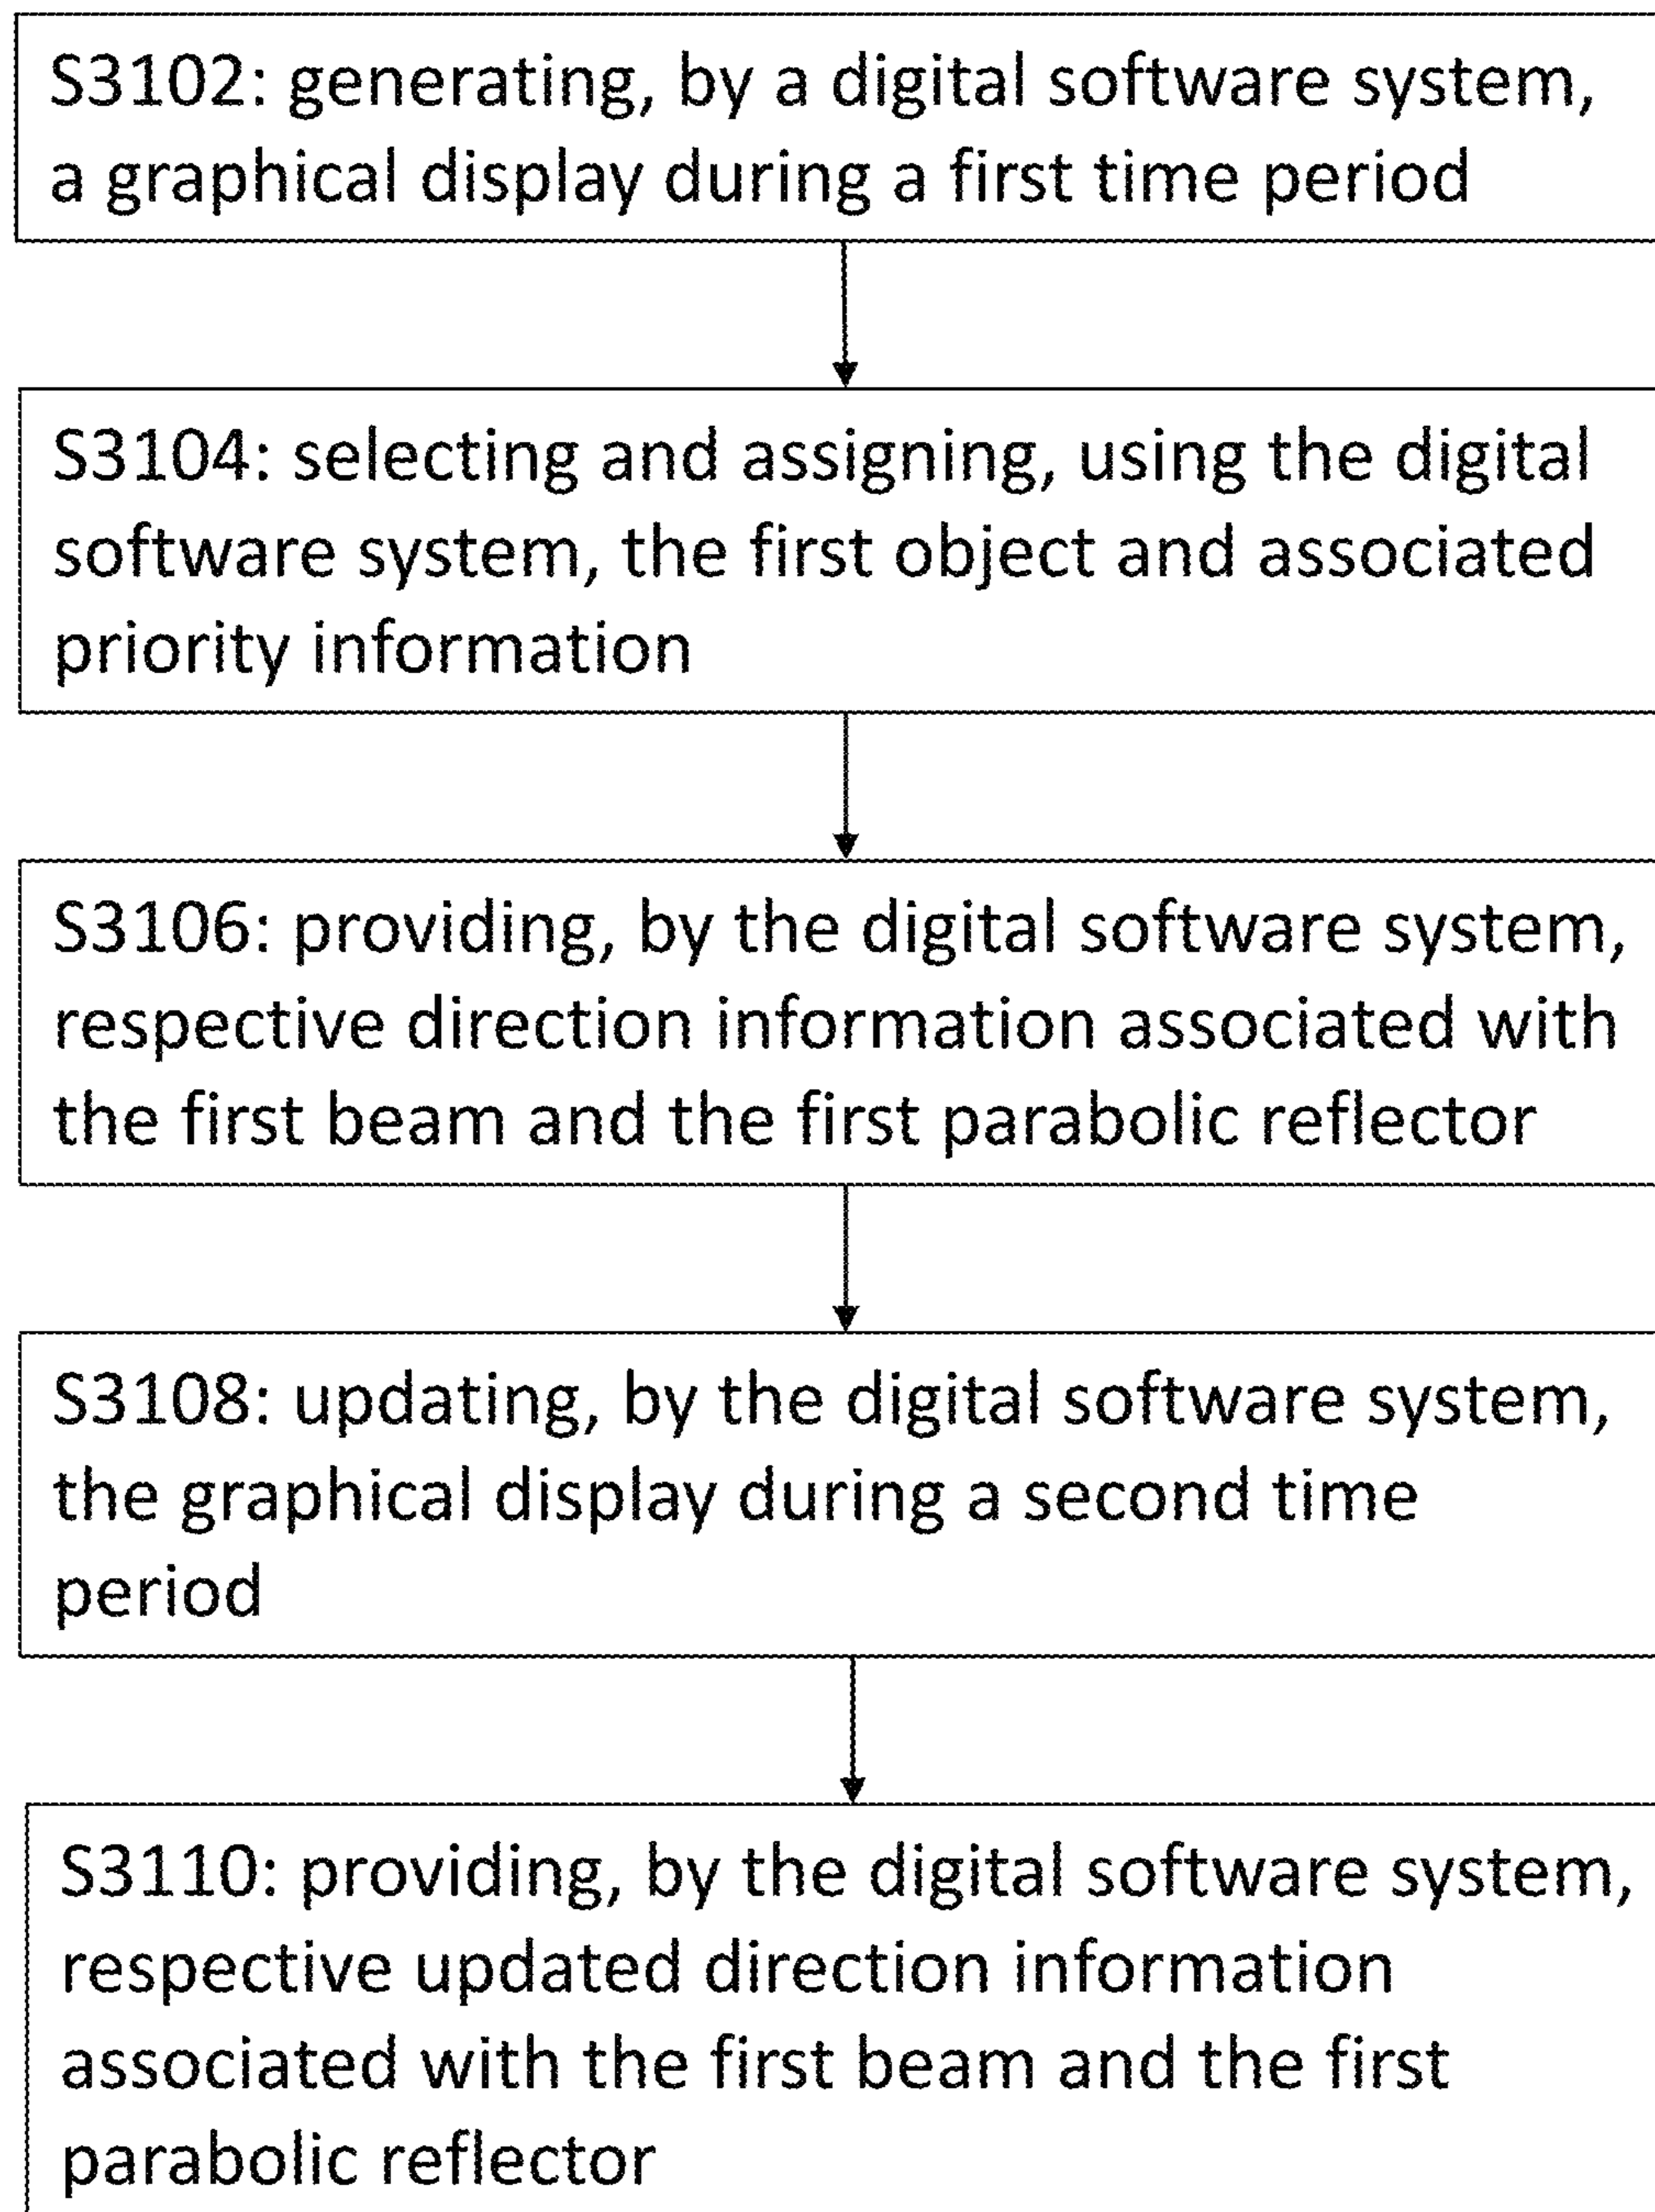 S3102: generating, by a digital software system,
a graphical display during a first time period
S3104: selecting and assigning, using the digital
software system, the first object and associated
priority information
S3106: providing, by the digital software system,
respective direction information associated with
the first beam and the first parabolic reflector
S3108: updating, by the digital software system,
the graphical display during a second time
period
S3110: providing, by the digital software system,
respective updated direction information
associated with the first beam and the first
parabolic reflector